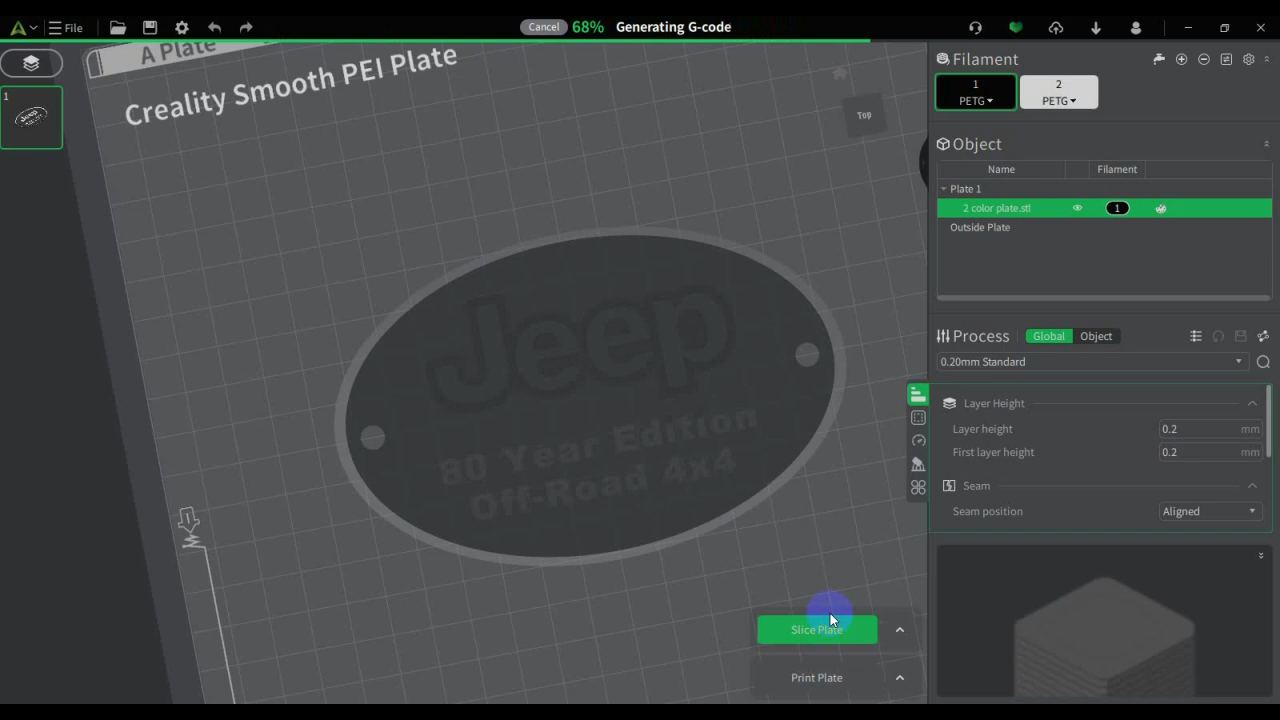 File
Cancel 68% Generating G-code
A Plate
Creality Smooth PEI Plate
Top
1
Jeep
80 Year Edition
Off-Road 4x4
Slice Plate
Print Plate
Filament
1
PETG
2
PETG
Object
Name Filament
Plate 1
2 color plate.stl 1
Outside Plate
Process Global Object
0.20mm Standard
Layer Height
Layer height 0.2 mm
First layer height 0.2 mm
Seam
Seam position Aligned